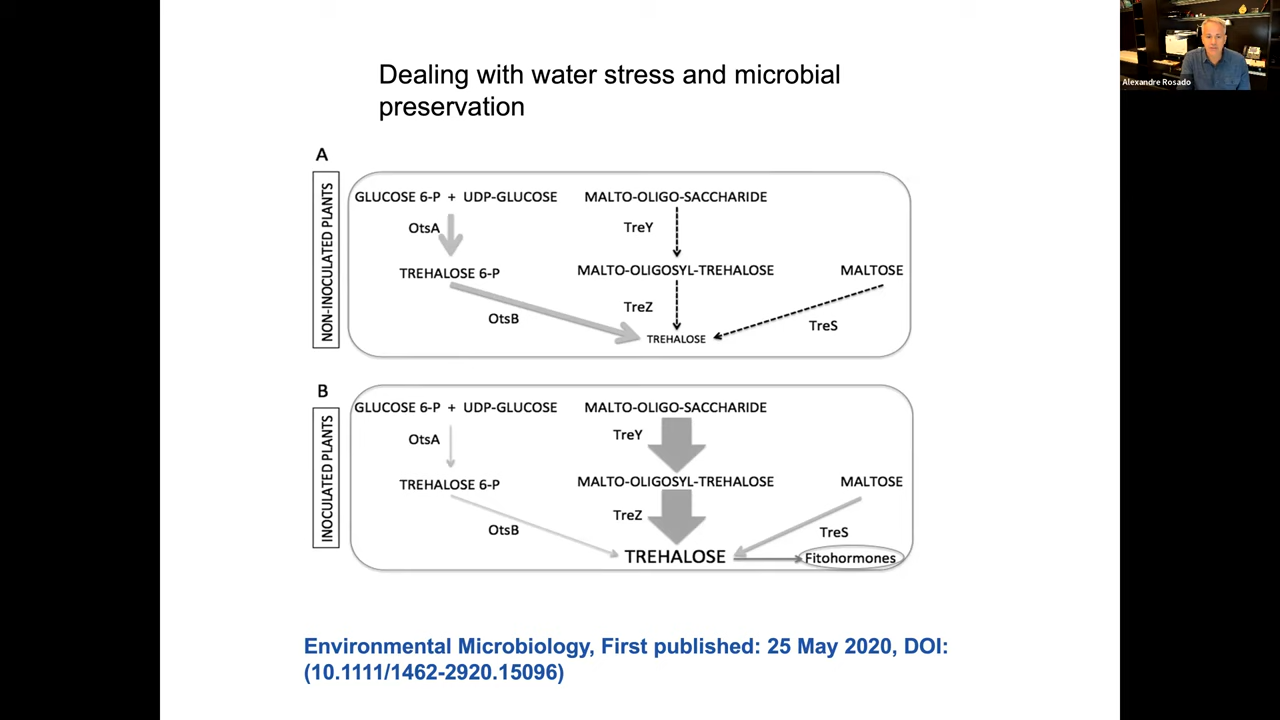 Alexandre Rosado
Dealing with water stress and microbial
preservation
A
NON-INOCULATED PLANTS
GLUCOSE 6-P + UDP-GLUCOSE
MALTO-OLIGO-SACCHARIDE
OtsA
TreY
TREHALOSE 6-P
MALTO-OLIGOSYL-TREHALOSE
MALTOSE
OtsB
TreZ
TreS
TREHALOSE
B
INOCULATED PLANTS
GLUCOSE 6-P + UDP-GLUCOSE
MALTO-OLIGO-SACCHARIDE
OtsA
TreY
TREHALOSE 6-P
MALTO-OLIGOSYL-TREHALOSE
MALTOSE
OtsB
TreZ
TreS
TREHALOSE
Fitohormones
Environmental Microbiology, First published: 25 May 2020, DOI:
(10.1111/1462-2920.15096)